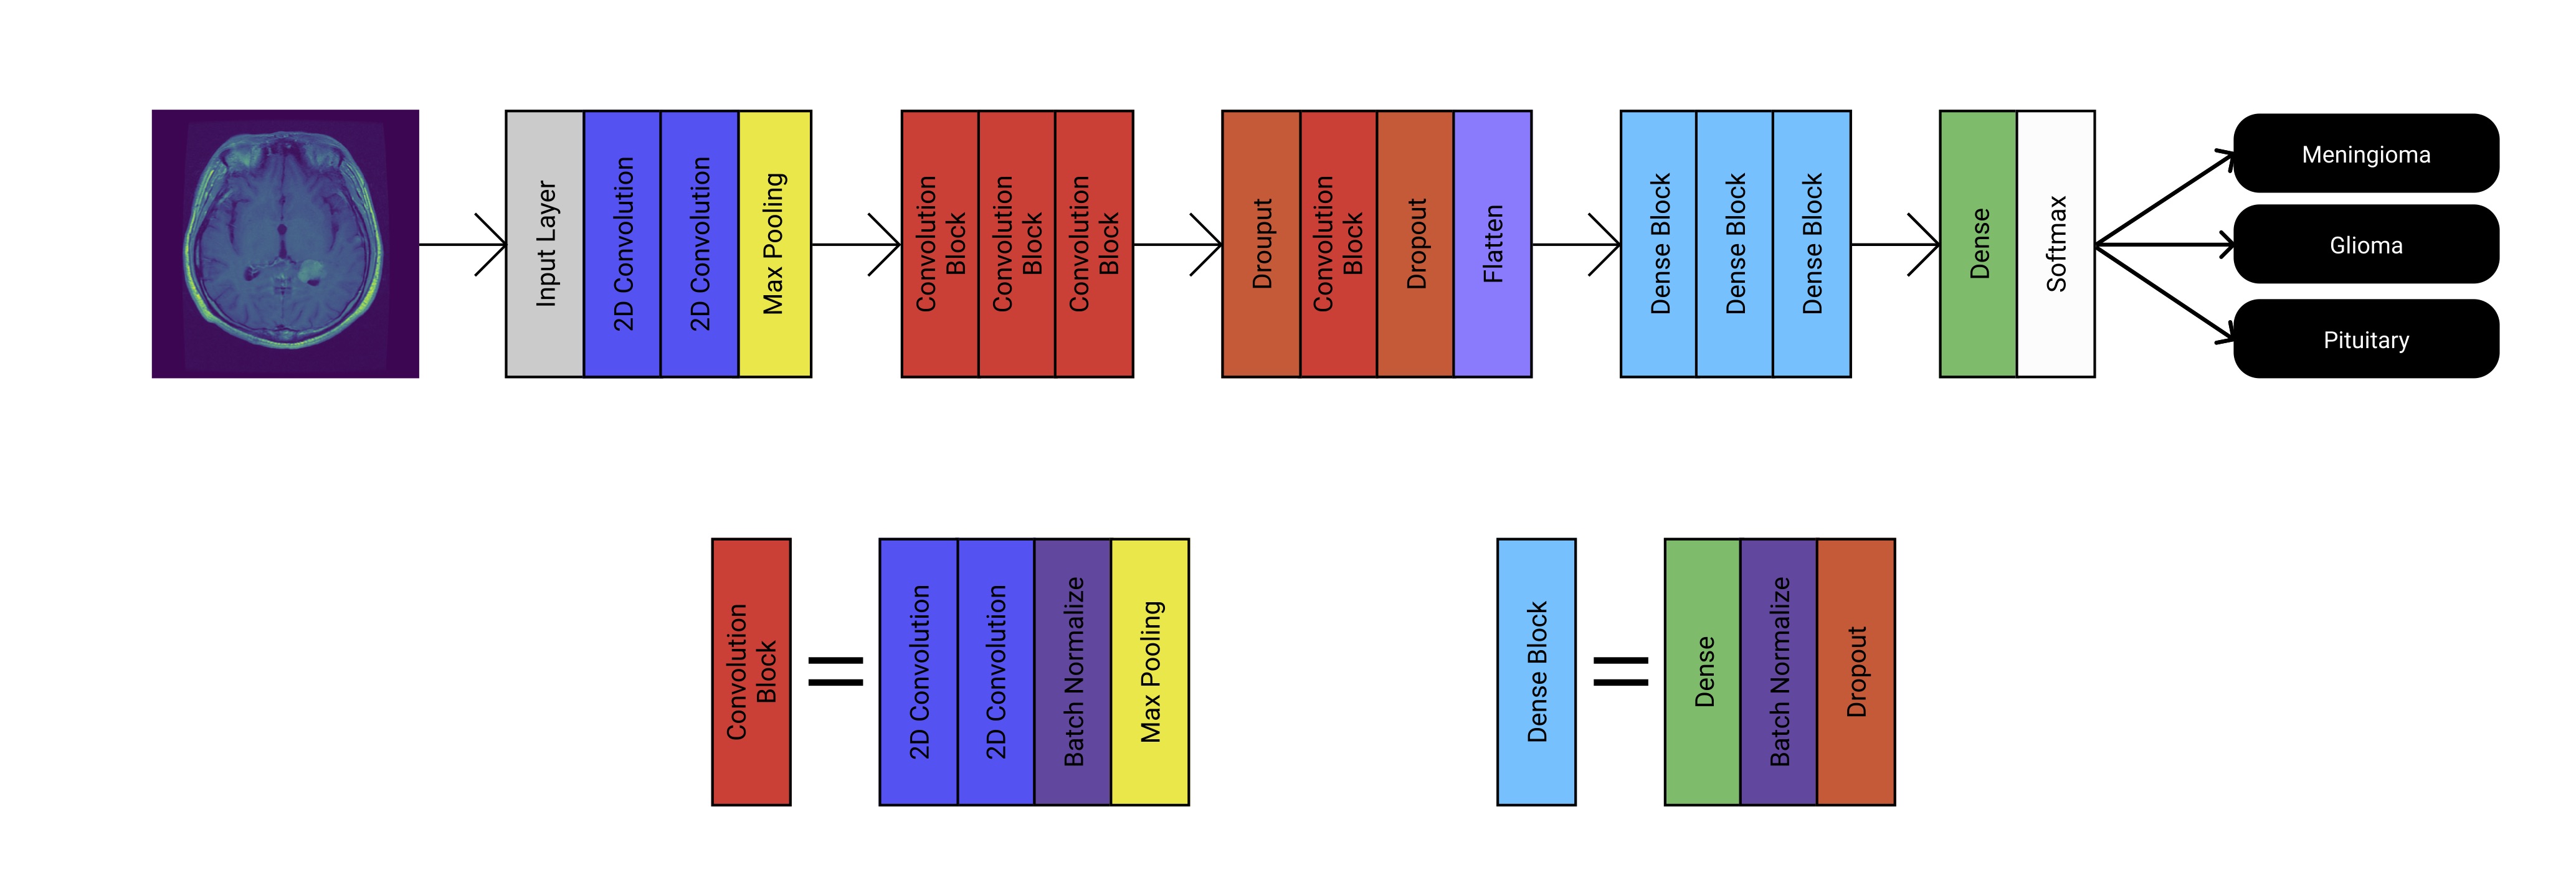 Input Layer
2D Convolution
2D Convolution
Max Pooling
Convolution
Block
Convolution
Block
Convolution
Block
Drouput
Convolution
Block
Dropout
Flatten
Dense Block
Dense Block
Dense Block
Dense
Softmax
Meningioma
Glioma
Pituitary
Convolution
Block
2D Convolution
2D Convolution
Batch Normalize
Max Pooling
Dense Block
Dense
Batch Normalize
Dropout